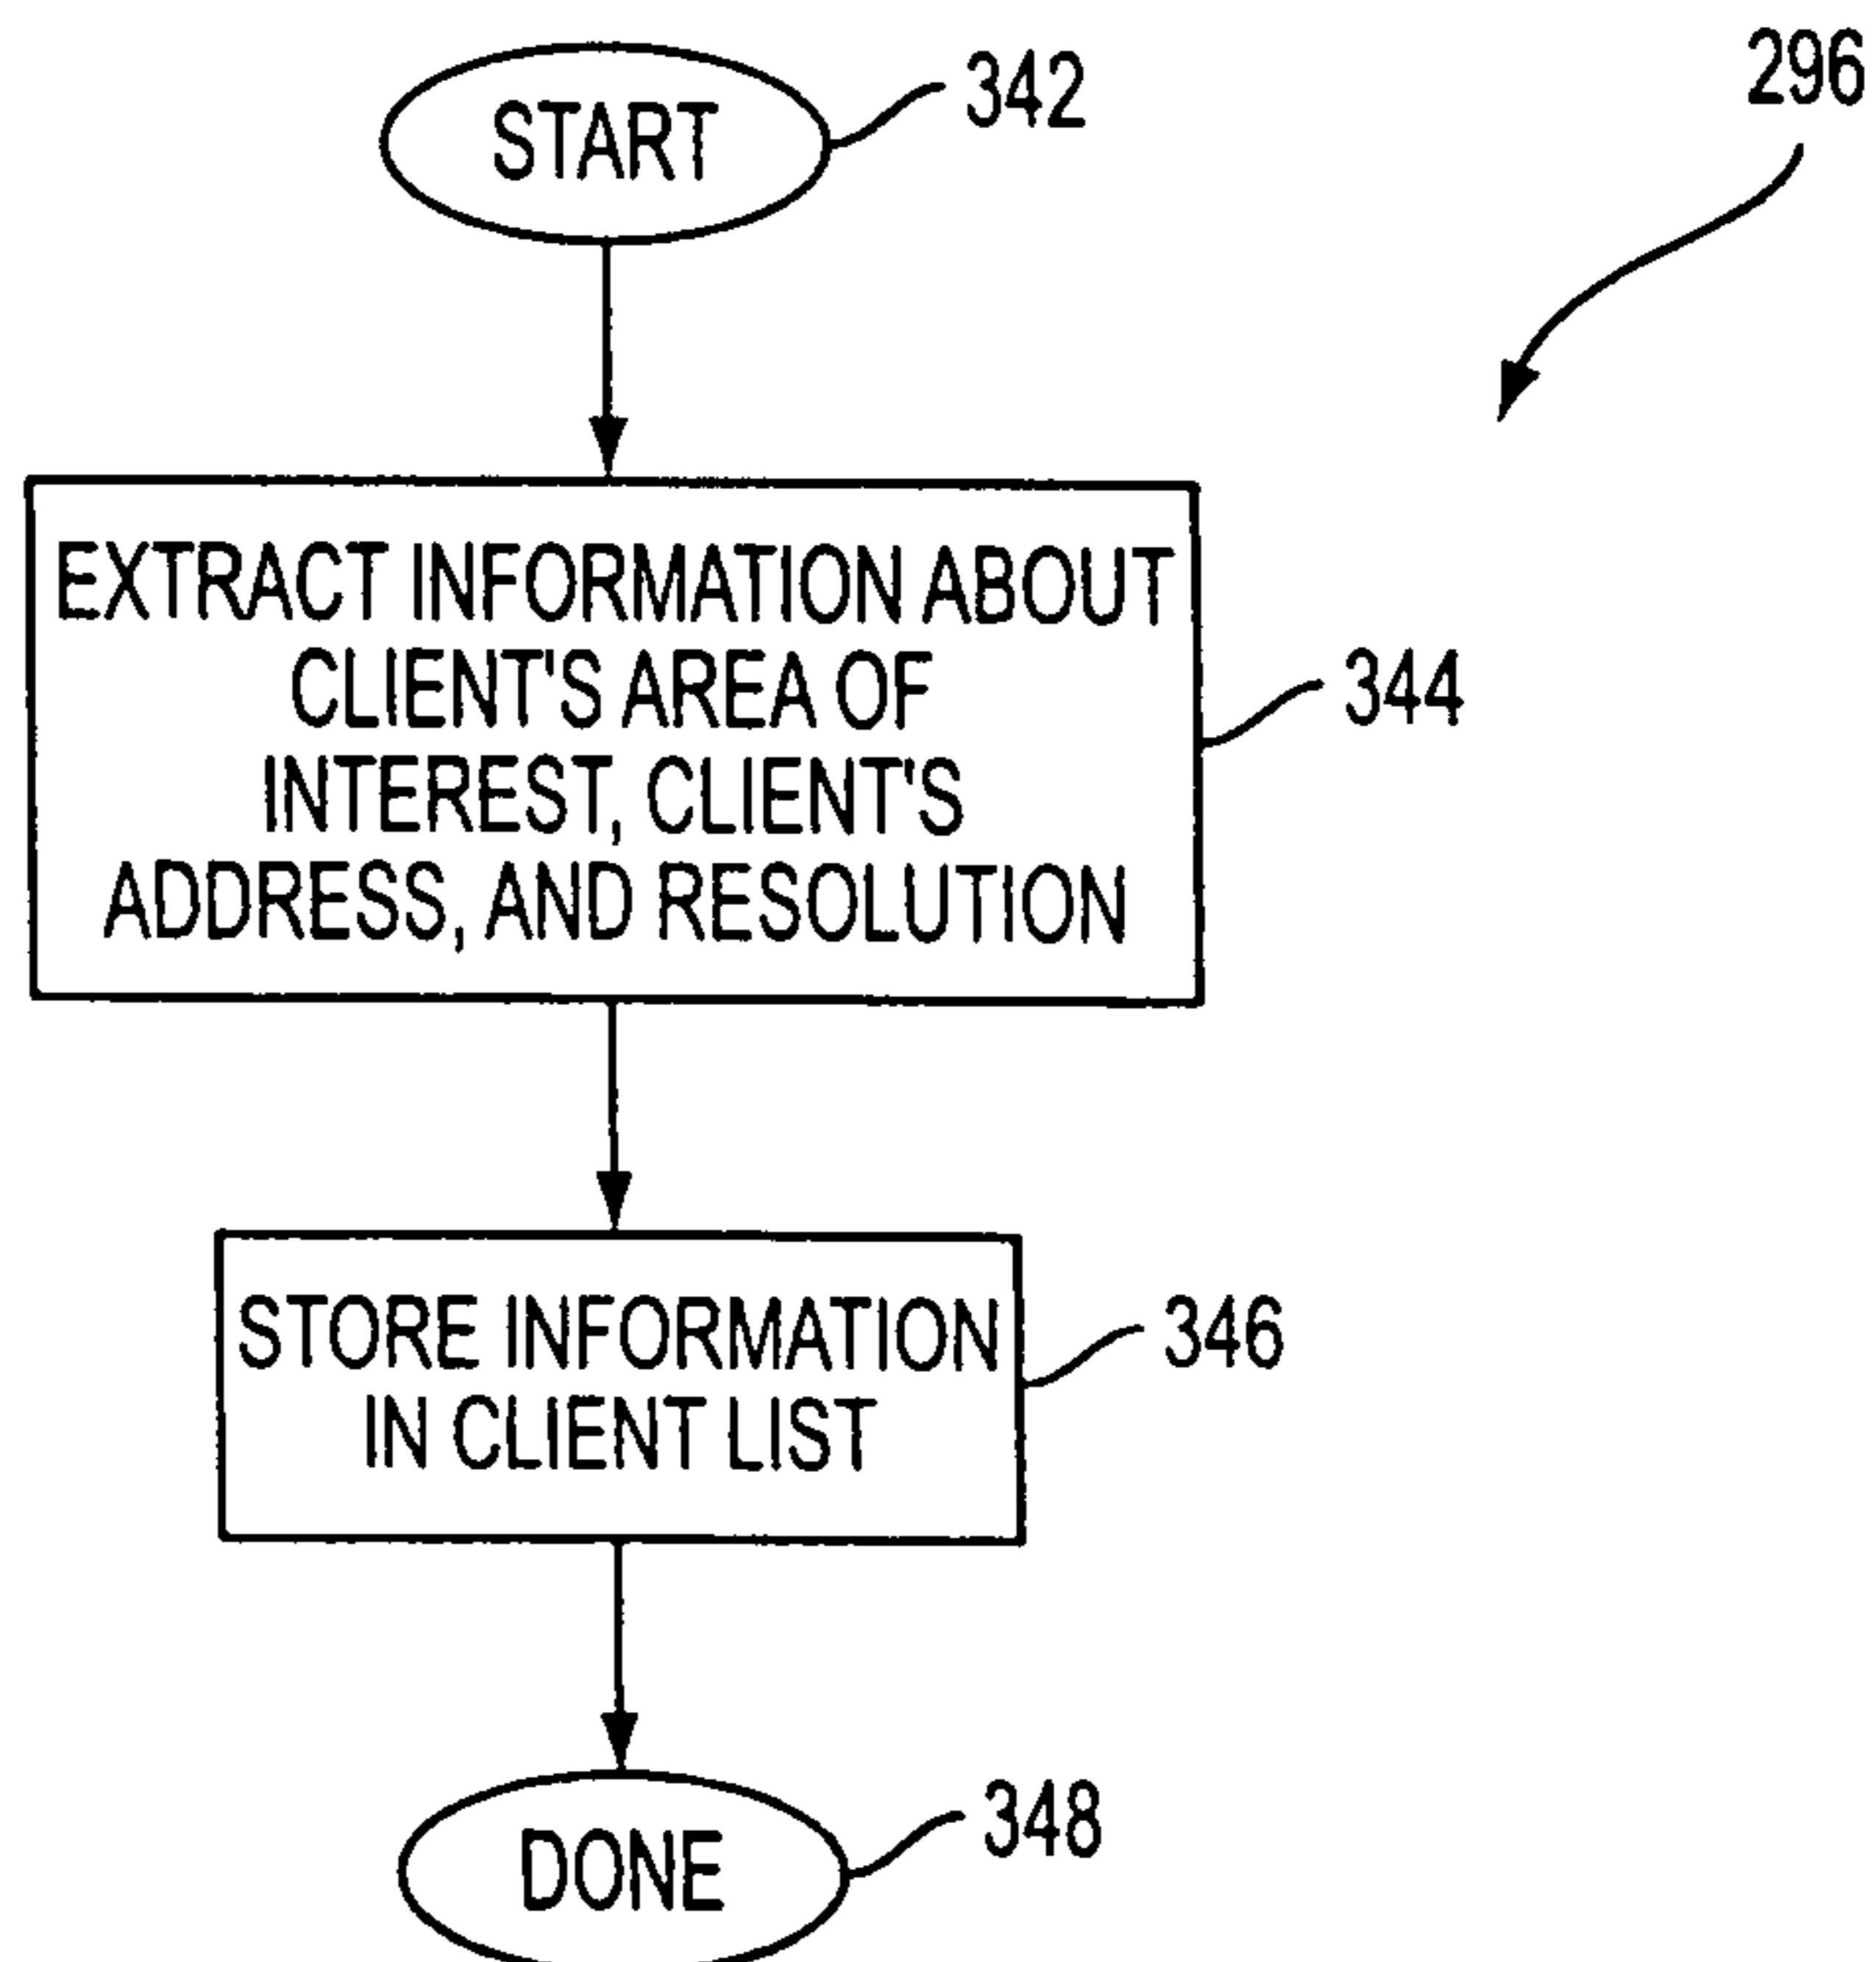 START
342
296
EXTRACT INFORMATION ABOUT
CLIENT'S AREA OF
INTEREST, CLIENT'S
ADDRESS, AND RESOLUTION
344
STORE INFORMATION
IN CLIENT LIST
346
DONE
348